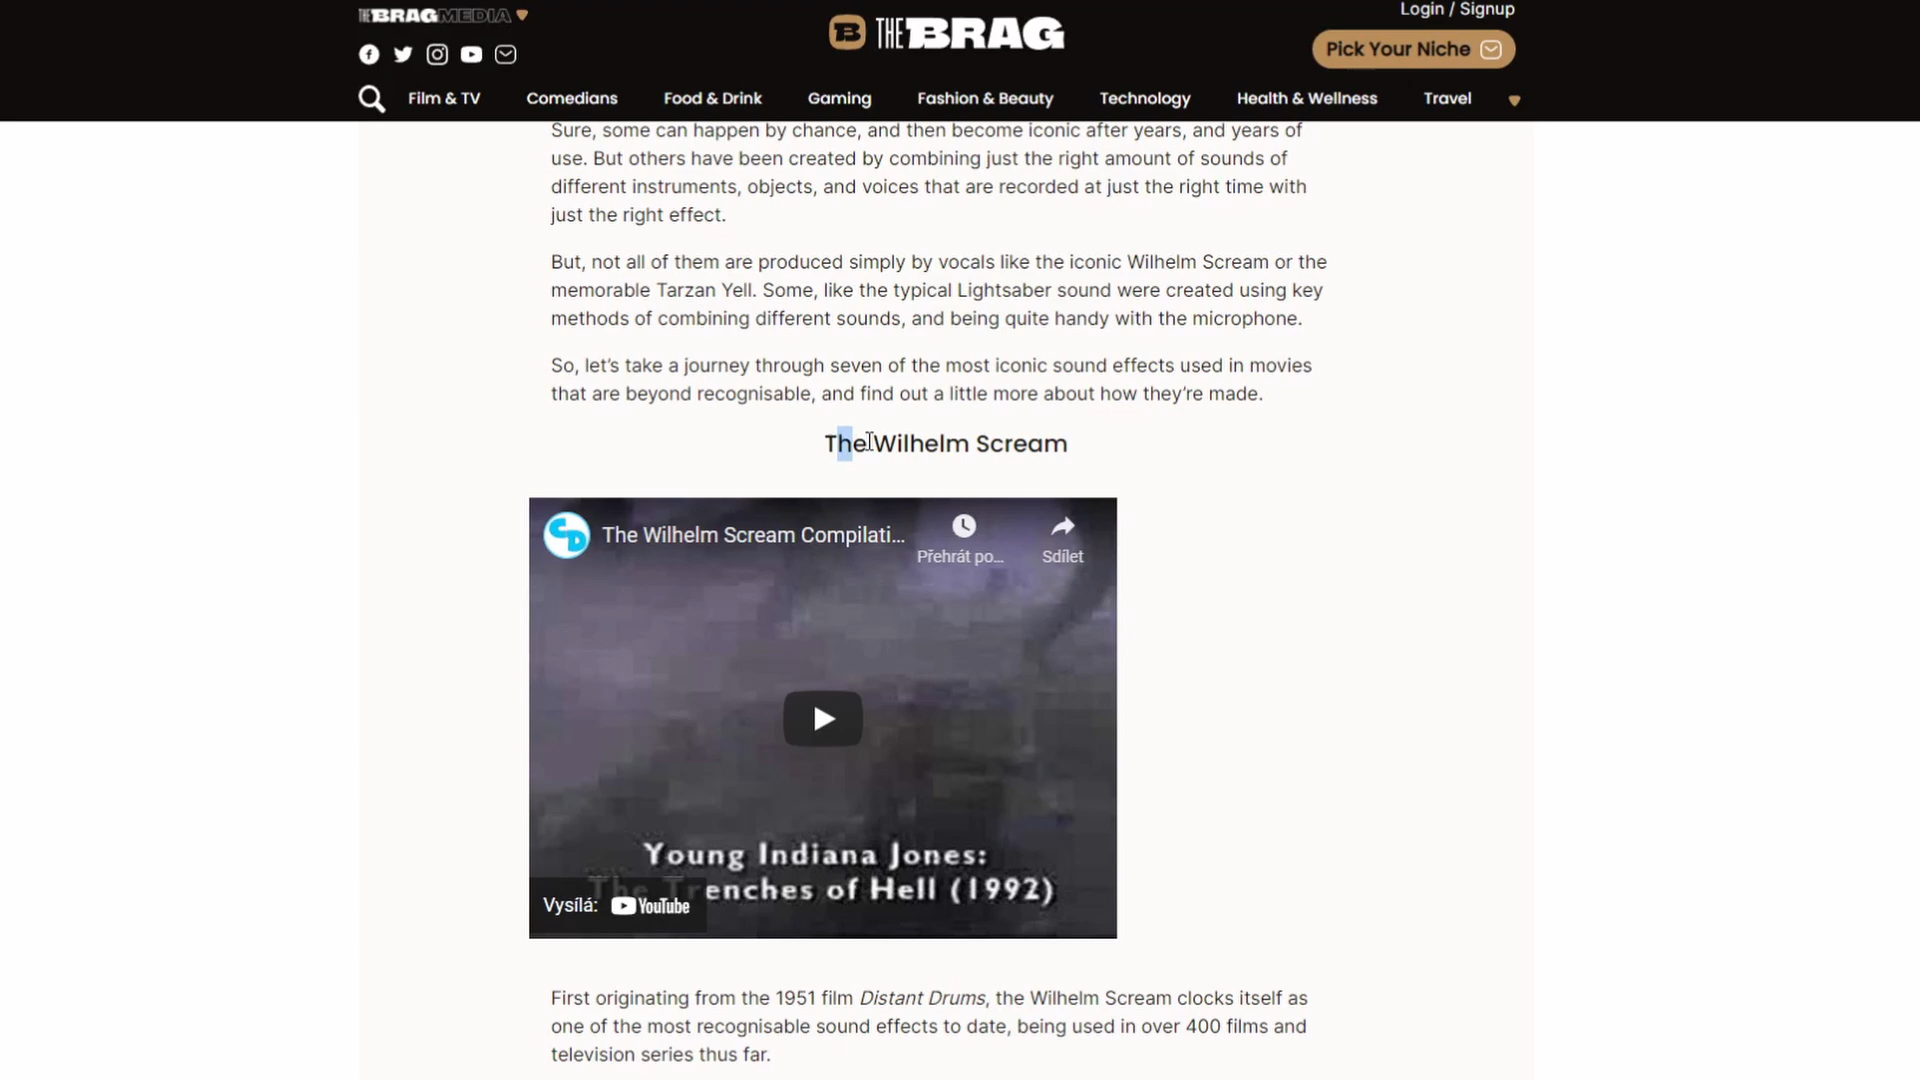 THE BRAG MEDIA
Login / Signup
B THE BRAG
Pick Your Niche
Film & TV Comedians Food & Drink Gaming Fashion & Beauty Technology Health & Wellness Travel
Sure, some can happen by chance, and then become iconic after years, and years of
use. But others have been created by combining just the right amount of sounds of
different instruments, objects, and voices that are recorded at just the right time with
just the right effect.
But, not all of them are produced simply by vocals like the iconic Wilhelm Scream or the
memorable Tarzan Yell. Some, like the typical Lightsaber sound were created using key
methods of combining different sounds, and being quite handy with the microphone.
So, let’s take a journey through seven of the most iconic sound effects used in movies
that are beyond recognisable, and find out a little more about how they’re made.
The Wilhelm Scream
CD The Wilhelm Scream Compilati...
Přehrát po...
Sdílet
Young Indiana Jones:
The Trenches of Hell (1992)
Vysílá: YouTube
First originating from the 1951 film Distant Drums, the Wilhelm Scream clocks itself as
one of the most recognisable sound effects to date, being used in over 400 films and
television series thus far.